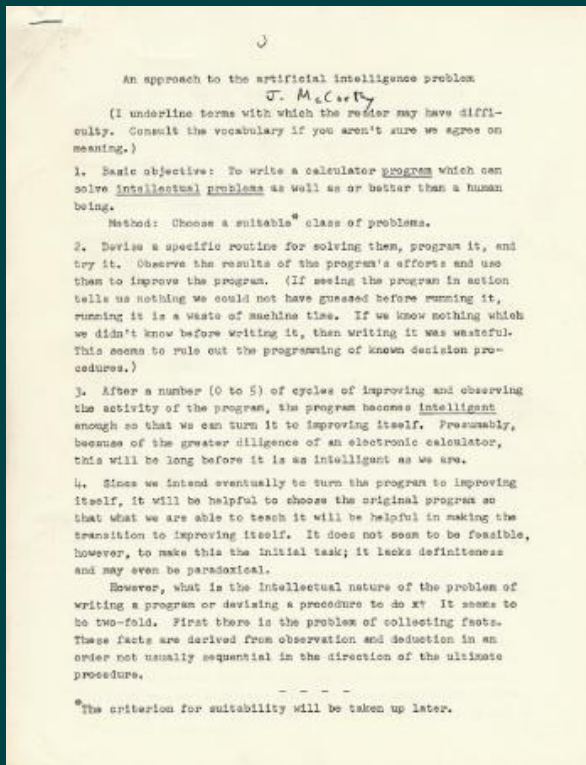 An approach to the artificial intelligence problem
J. McCarthy
(I underline terms with which the reader may have diffi-
culty. Consult the vocabulary if you aren't sure we agree on
meaning.)
1. Basic objective: To write a calculator program which can
solve intellectual problems as well as or better than a human
being.
Method: Choose a suitable* class of problems.
2. Devise a specific routine for solving them, program it, and
try it. Observe the results of the program's efforts and use
them to improve the program. (If seeing the program in action
tells us nothing we could not have guessed before running it,
running it is a waste of machine time. If we know nothing which
we didn't know before writing it, then writing it was wasteful.
This seems to rule out the programming of known decision pro-
cedures.)
3. After a number (0 to 5) of cycles of improving and observing
the activity of the program, the program becomes intelligent
enough so that we can turn it to improving itself. Presumably,
because of the greater diligence of an electronic calculator,
this will be long before it is as intelligent as we are.
4. Since we intend eventually to turn the program to improving
itself, it will be helpful to choose the original program so
that what we are able to teach it will be helpful in making the
transition to improving itself. It does not seem to be feasible,
however, to make this the initial task; it lacks definiteness
and may even be paradoxical.
However, what is the intellectual nature of the problem of
writing a program or devising a procedure to do x? It seems to
be two-fold. First there is the problem of collecting facts.
These facts are derived from observation and deduction in an
order not usually sequential in the direction of the ultimate
procedure.
- - - -
*The criterion for suitability will be taken up later.